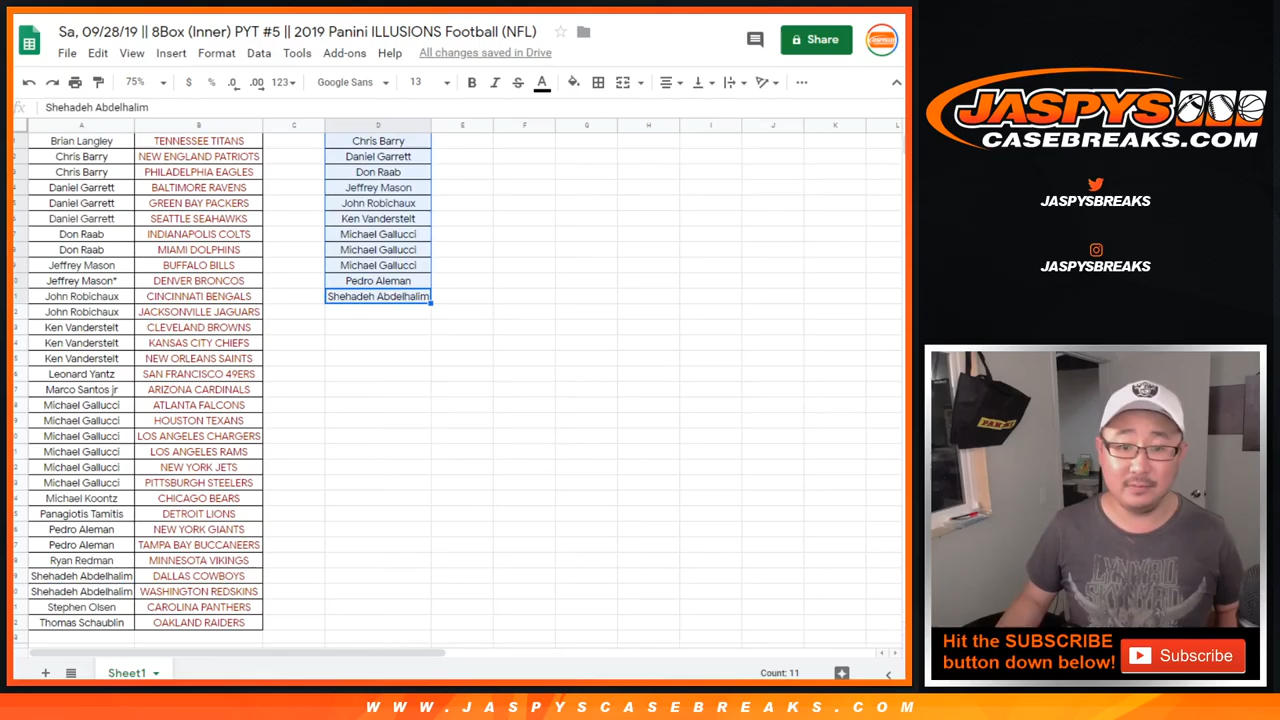 Sa, 09/28/19 || 8Box (Inner) PYT #5 || 2019 Panini ILLUSIONS Football (NFL)
File Edit View Insert Format Data Tools Add-ons Help All changes saved in Drive
Share
75% $ % .0 .00 123 Google Sans 13 B I S A
fx Shehadeh Abdelhalim
A B C D E F G H I J K L
Brian Langley TENNESSEE TITANS Chris Barry
Chris Barry NEW ENGLAND PATRIOTS Daniel Garrett
Chris Barry PHILADELPHIA EAGLES Don Raab
Daniel Garrett BALTIMORE RAVENS Jeffrey Mason
Daniel Garrett GREEN BAY PACKERS John Robichaux
Daniel Garrett SEATTLE SEAHAWKS Ken Vanderstelt
Don Raab INDIANAPOLIS COLTS Michael Gallucci
Don Raab MIAMI DOLPHINS Michael Gallucci
Jeffrey Mason BUFFALO BILLS Michael Gallucci
Jeffrey Mason* DENVER BRONCOS Pedro Aleman
John Robichaux CINCINNATI BENGALS Shehadeh Abdelhalim
John Robichaux JACKSONVILLE JAGUARS
Ken Vanderstelt CLEVELAND BROWNS
Ken Vanderstelt KANSAS CITY CHIEFS
Ken Vanderstelt NEW ORLEANS SAINTS
Leonard Yantz SAN FRANCISCO 49ERS
Marco Santos jr ARIZONA CARDINALS
Michael Gallucci ATLANTA FALCONS
Michael Gallucci HOUSTON TEXANS
Michael Gallucci LOS ANGELES CHARGERS
Michael Gallucci LOS ANGELES RAMS
Michael Gallucci NEW YORK JETS
Michael Gallucci PITTSBURGH STEELERS
Michael Koontz CHICAGO BEARS
Panagiotis Tamitis DETROIT LIONS
Pedro Aleman NEW YORK GIANTS
Pedro Aleman TAMPA BAY BUCCANEERS
Ryan Redman MINNESOTA VIKINGS
Shehadeh Abdelhalim DALLAS COWBOYS
Shehadeh Abdelhalim WASHINGTON REDSKINS
Stephen Olsen CAROLINA PANTHERS
Thomas Schaublin OAKLAND RAIDERS
Sheet1
Count: 11
JASPYS
CASEBREAKS.COM
JASPYSBREAKS
JASPYSBREAKS
PANINI
LYNYRD
SKYNYRD
Hit the SUBSCRIBE
button down below!
Subscribe
WWW.JASPYSCASEBREAKS.COM